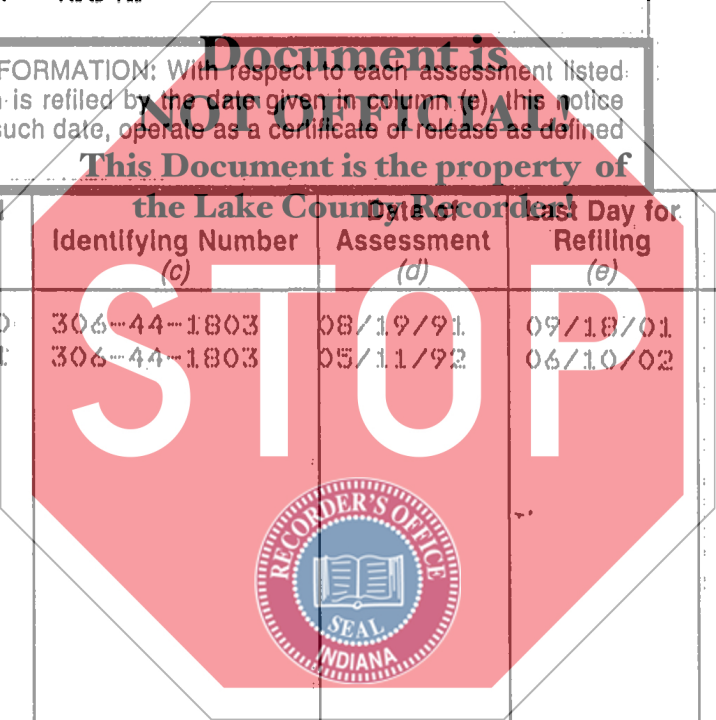 Document is
FORMATION: With respect to each assessment listed
is refiled by the date given in column (e), this notice
NOT OFFICIAL!
such date, operate as a certificate of release as defined
This Document is the property of
the Lake County Recorder!
Identifying Number
(c)
Date of
Assessment
(d)
Last Day for
Refiling
(e)
306-44-1803 08/19/91 09/18/01
306-44-1803 05/11/92 06/10/02
STOP
RECORDER'S OFFICE
SEAL
INDIANA